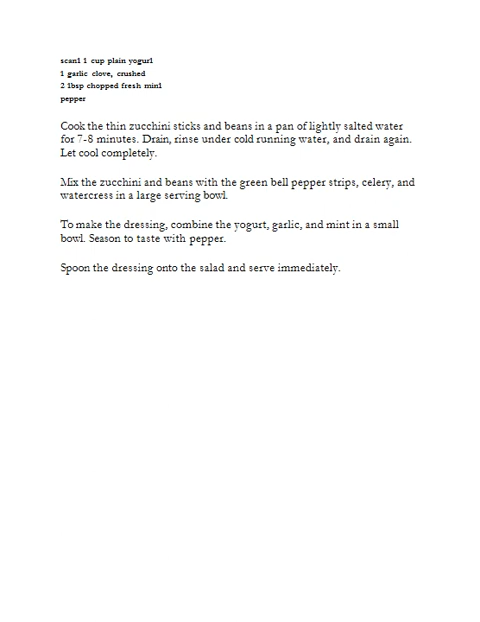 scant 1 cup plain yogurt
1 garlic clove, crushed
2 tbsp chopped fresh mint
pepper
Cook the thin zucchini sticks and beans in a pan of lightly salted water
for 7-8 minutes. Drain, rinse under cold running water, and drain again.
Let cool completely.
Mix the zucchini and beans with the green bell pepper strips, celery, and
watercress in a large serving bowl.
To make the dressing, combine the yogurt, garlic, and mint in a small
bowl. Season to taste with pepper.
Spoon the dressing onto the salad and serve immediately.